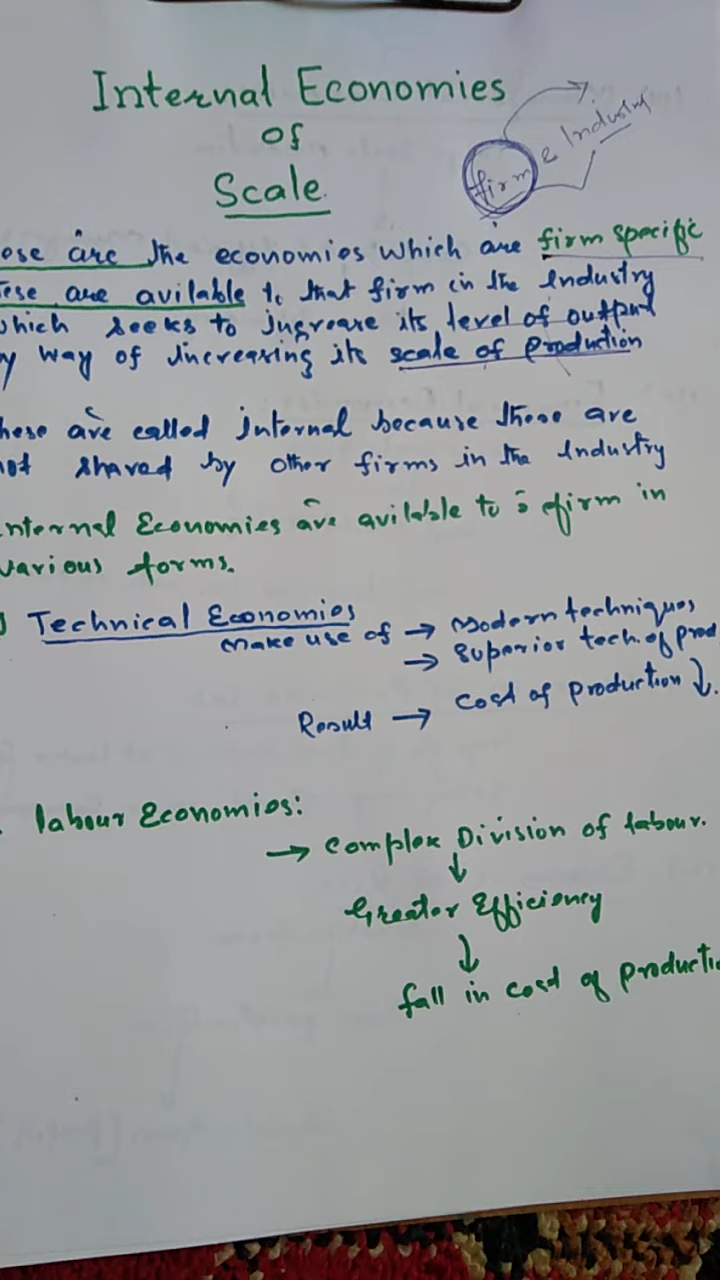 Internal Economies
of
Scale
firm & Industry
ose are the economies which are firm specific
ese are avilable to that firm in the Industry
which seeks to increase its level of output
y way of increasing its scale of production
hese are called internal because these are
not shared by other firms in the Industry
nternal Economies are avilable to a firm in
various forms.
Technical Economies
Make use of → Modern techniques
→ Superior tech. of prod
Result → cost of production ↓.
labour Economies:
→ Complex Division of labour.
↓
Greater Efficiency
↓
fall in cost of producti